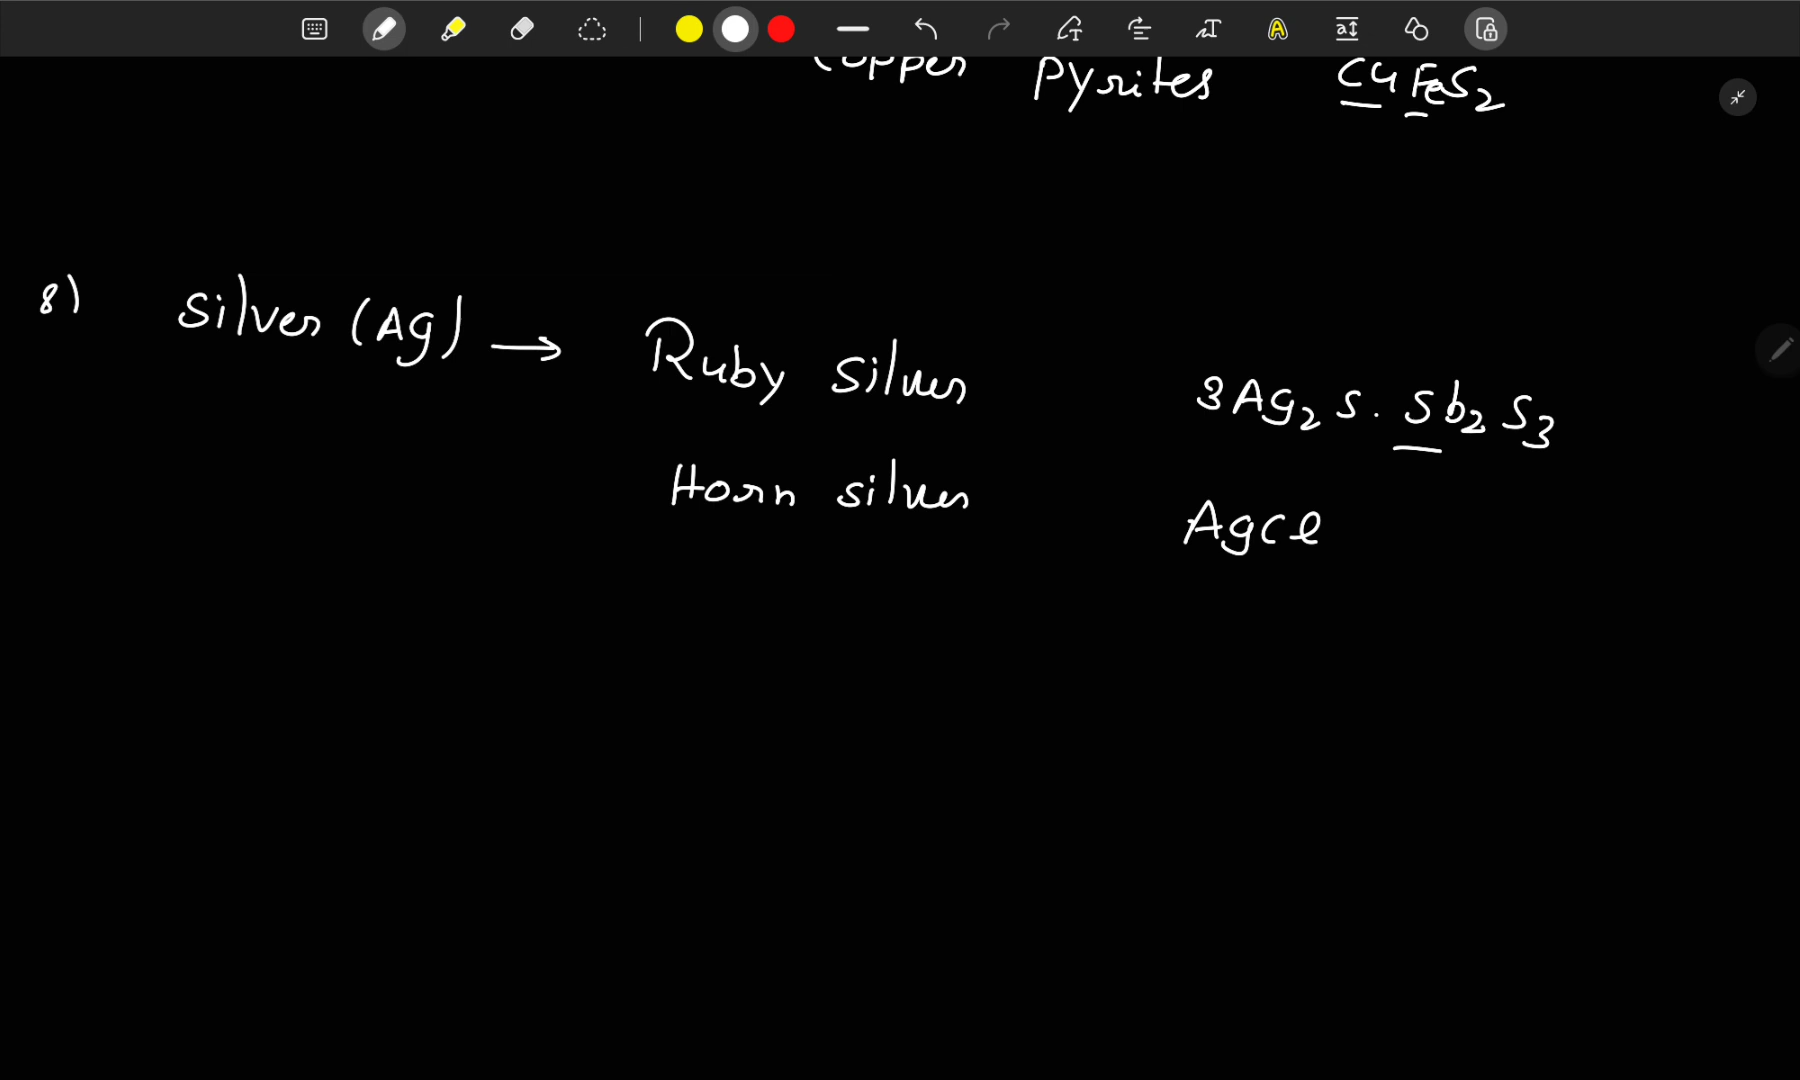 Copper Pyrites CuFeS2
8) Silver (Ag) → Ruby Silver 3Ag2S.Sb2S3
Horn silver AgCl